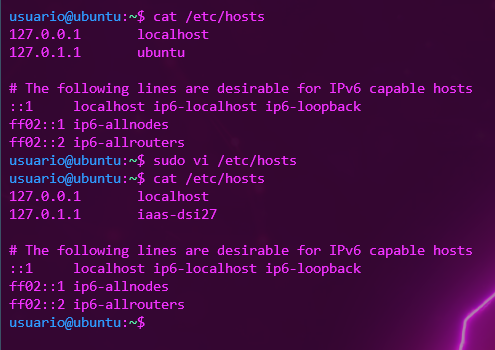 usuario@ubuntu:~$ cat /etc/hosts
127.0.0.1       localhost
127.0.1.1       ubuntu

# The following lines are desirable for IPv6 capable hosts
::1     localhost ip6-localhost ip6-loopback
ff02::1 ip6-allnodes
ff02::2 ip6-allrouters
usuario@ubuntu:~$ sudo vi /etc/hosts
usuario@ubuntu:~$ cat /etc/hosts
127.0.0.1       localhost
127.0.1.1       iaas-dsi27

# The following lines are desirable for IPv6 capable hosts
::1     localhost ip6-localhost ip6-loopback
ff02::1 ip6-allnodes
ff02::2 ip6-allrouters
usuario@ubuntu:~$